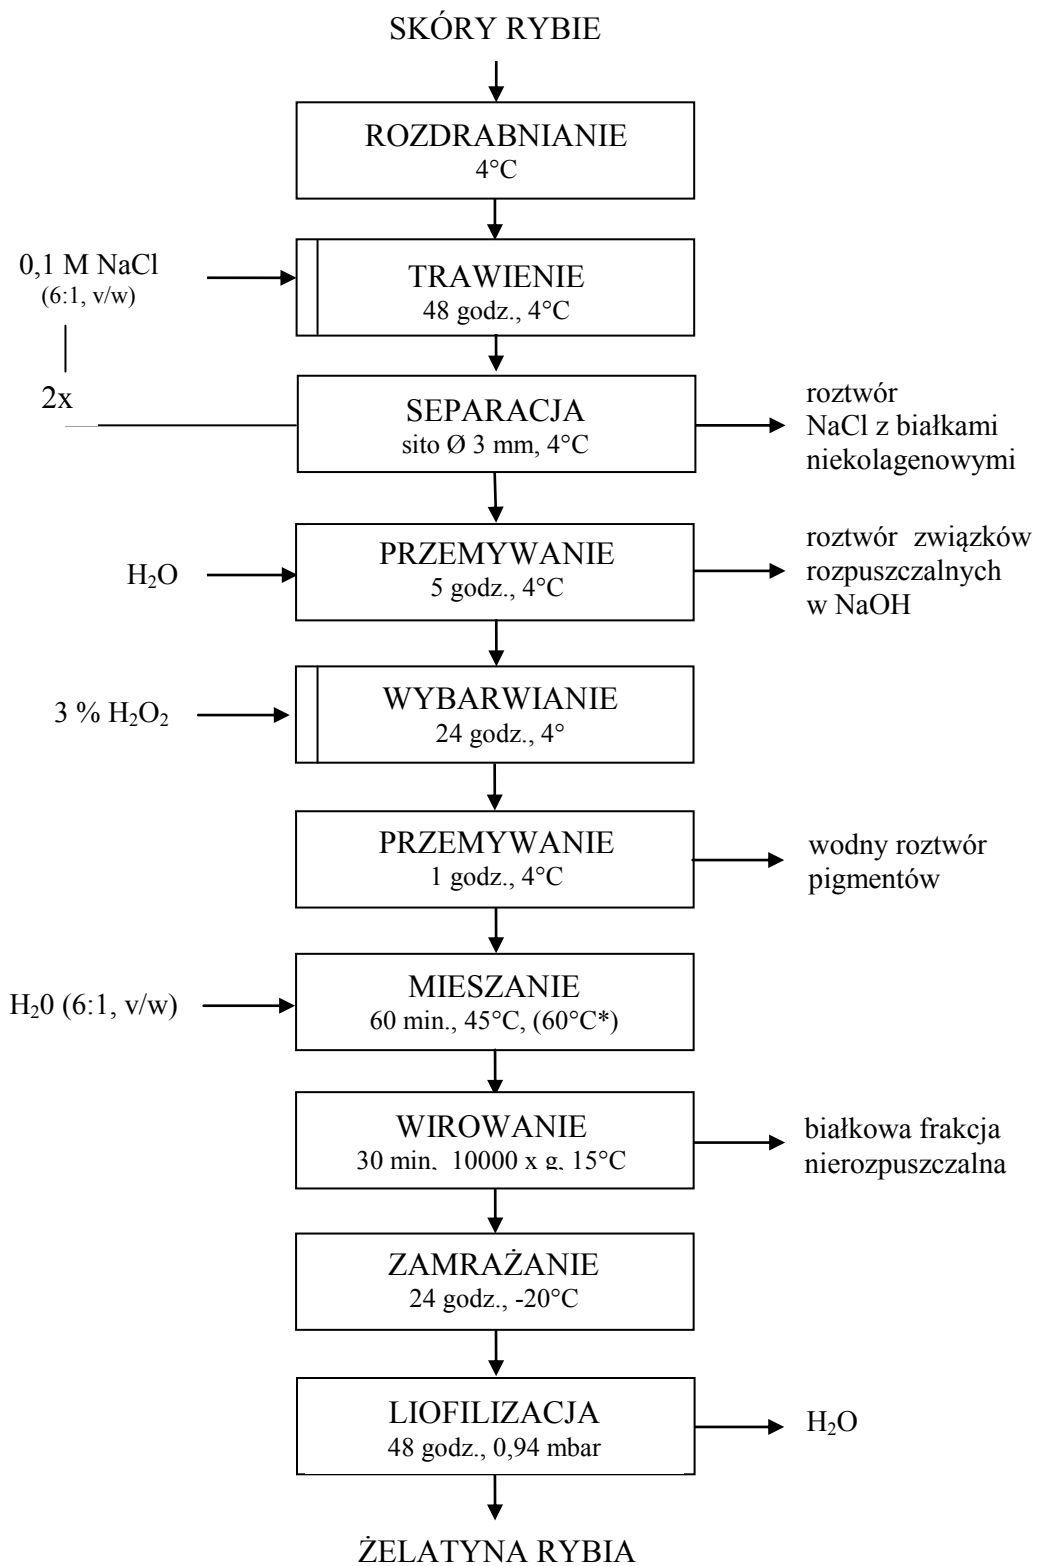 SKÓRY RYBIE
ROZDRABNIANIE
4°C
0,1 M NaCl
(6:1, v/w)
TRAWIENIE
48 godz., 4°C
2x
SEPARACJA
sito Ø 3 mm, 4°C
roztwór
NaCl z białkami
niekolagenowymi
H₂O
PRZEMYWANIE
5 godz., 4°C
roztwór związków
rozpuszczalnych
w NaOH
3 % H₂O₂
WYBARWIANIE
24 godz., 4°
PRZEMYWANIE
1 godz., 4°C
wodny roztwór
pigmentów
H₂0 (6:1, v/w)
MIESZANIE
60 min., 45°C, (60°C*)
WIROWANIE
30 min, 10000 x g, 15°C
białkowa frakcja
nierozpuszczalna
ZAMRAŻANIE
24 godz., -20°C
LIOFILIZACJA
48 godz., 0,94 mbar
H₂O
ŻELATYNA RYBIA